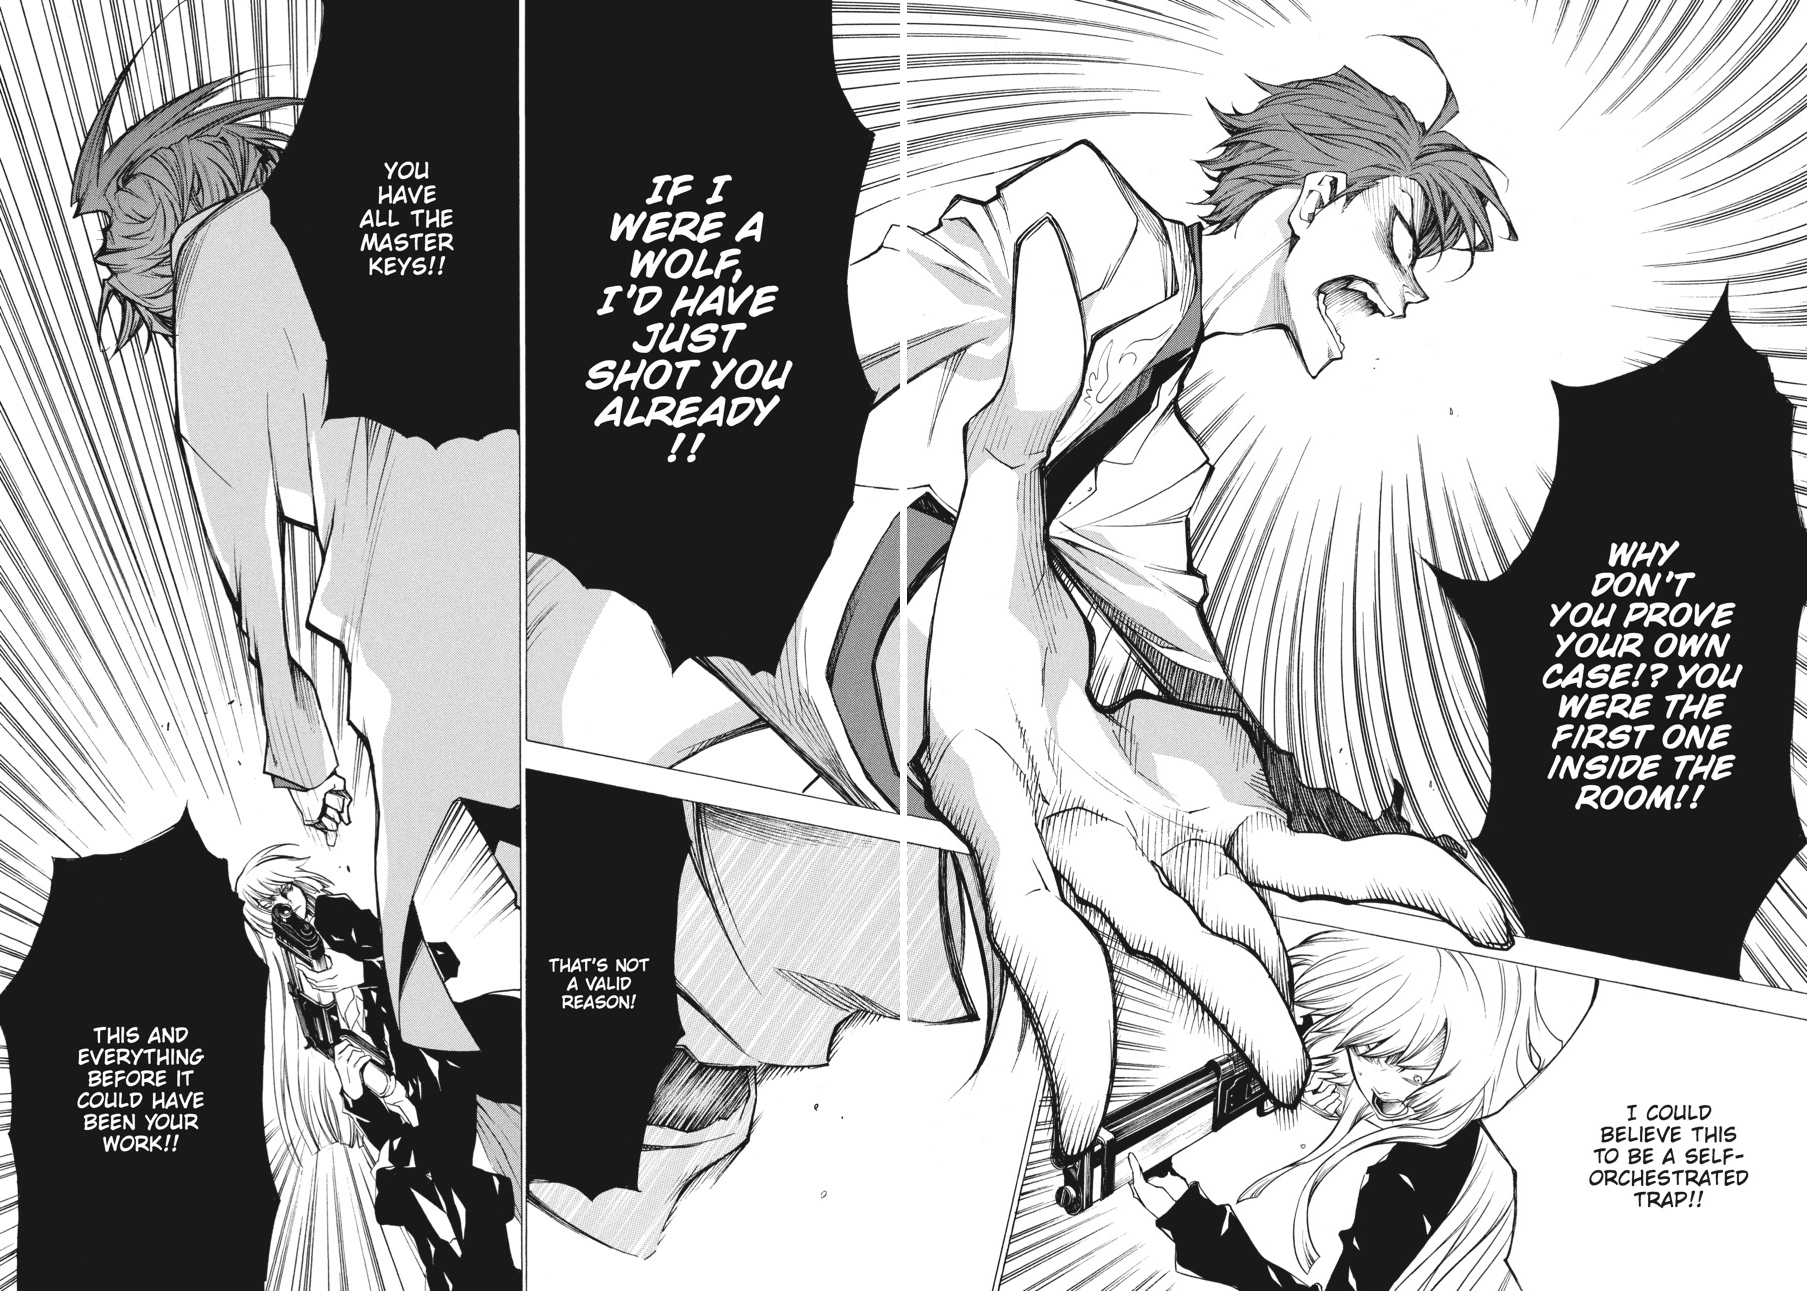 WHY
DON'T
YOU PROVE
YOUR OWN
CASE!? YOU
WERE THE
FIRST ONE
INSIDE THE
ROOM!!
IF I
WERE A
WOLF,
I'D HAVE
JUST
SHOT YOU
ALREADY
!!
I COULD
BELIEVE THIS
TO BE A SELF-
ORCHESTRATED
TRAP!!
THAT'S NOT
A VALID
REASON!
YOU
HAVE
ALL THE
MASTER
KEYS!!
THIS AND
EVERYTHING
BEFORE IT
COULD HAVE
BEEN YOUR
WORK!!